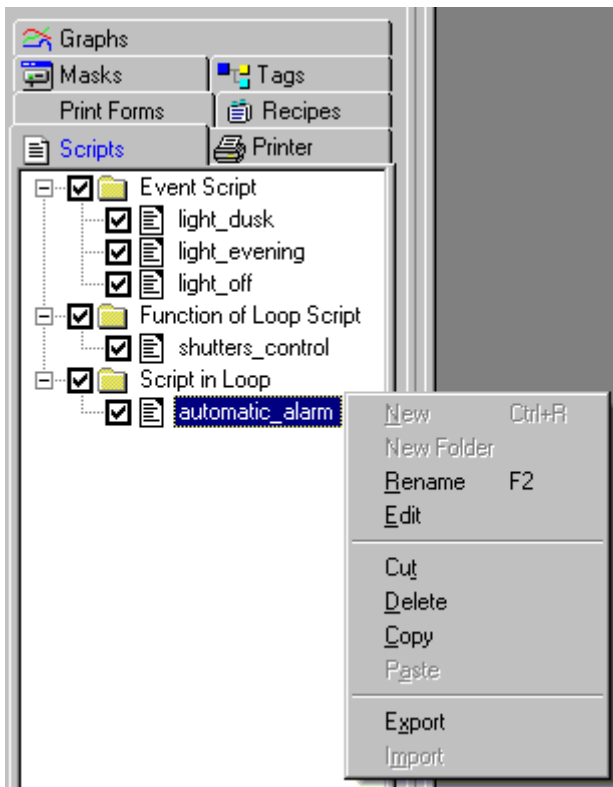 Graphs
Masks Tags
Print Forms Recipes
Scripts Printer
Event Script
light_dusk
light_evening
light_off
Function of Loop Script
shutters_control
Script in Loop
automatic_alarm
New Ctrl+R
New Folder
Rename F2
Edit
Cut
Delete
Copy
Paste
Export
Import